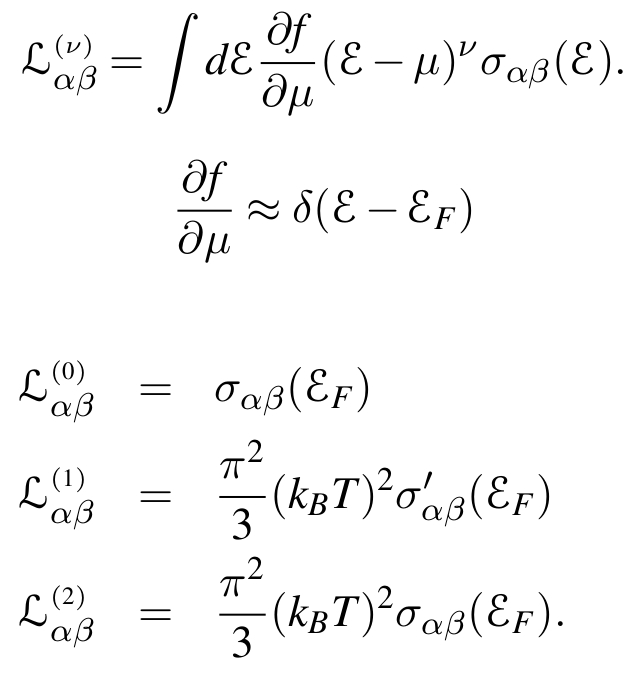 ℒ_{αβ}^{(ν)} = ∫ dℰ ∂f/∂μ (ℰ − μ)^ν σ_{αβ}(ℰ).
∂f/∂μ ≈ δ(ℰ − ℰ_F)
ℒ_{αβ}^{(0)} = σ_{αβ}(ℰ_F)
ℒ_{αβ}^{(1)} = π²/3 (k_B T)² σ′_{αβ}(ℰ_F)
ℒ_{αβ}^{(2)} = π²/3 (k_B T)² σ_{αβ}(ℰ_F).